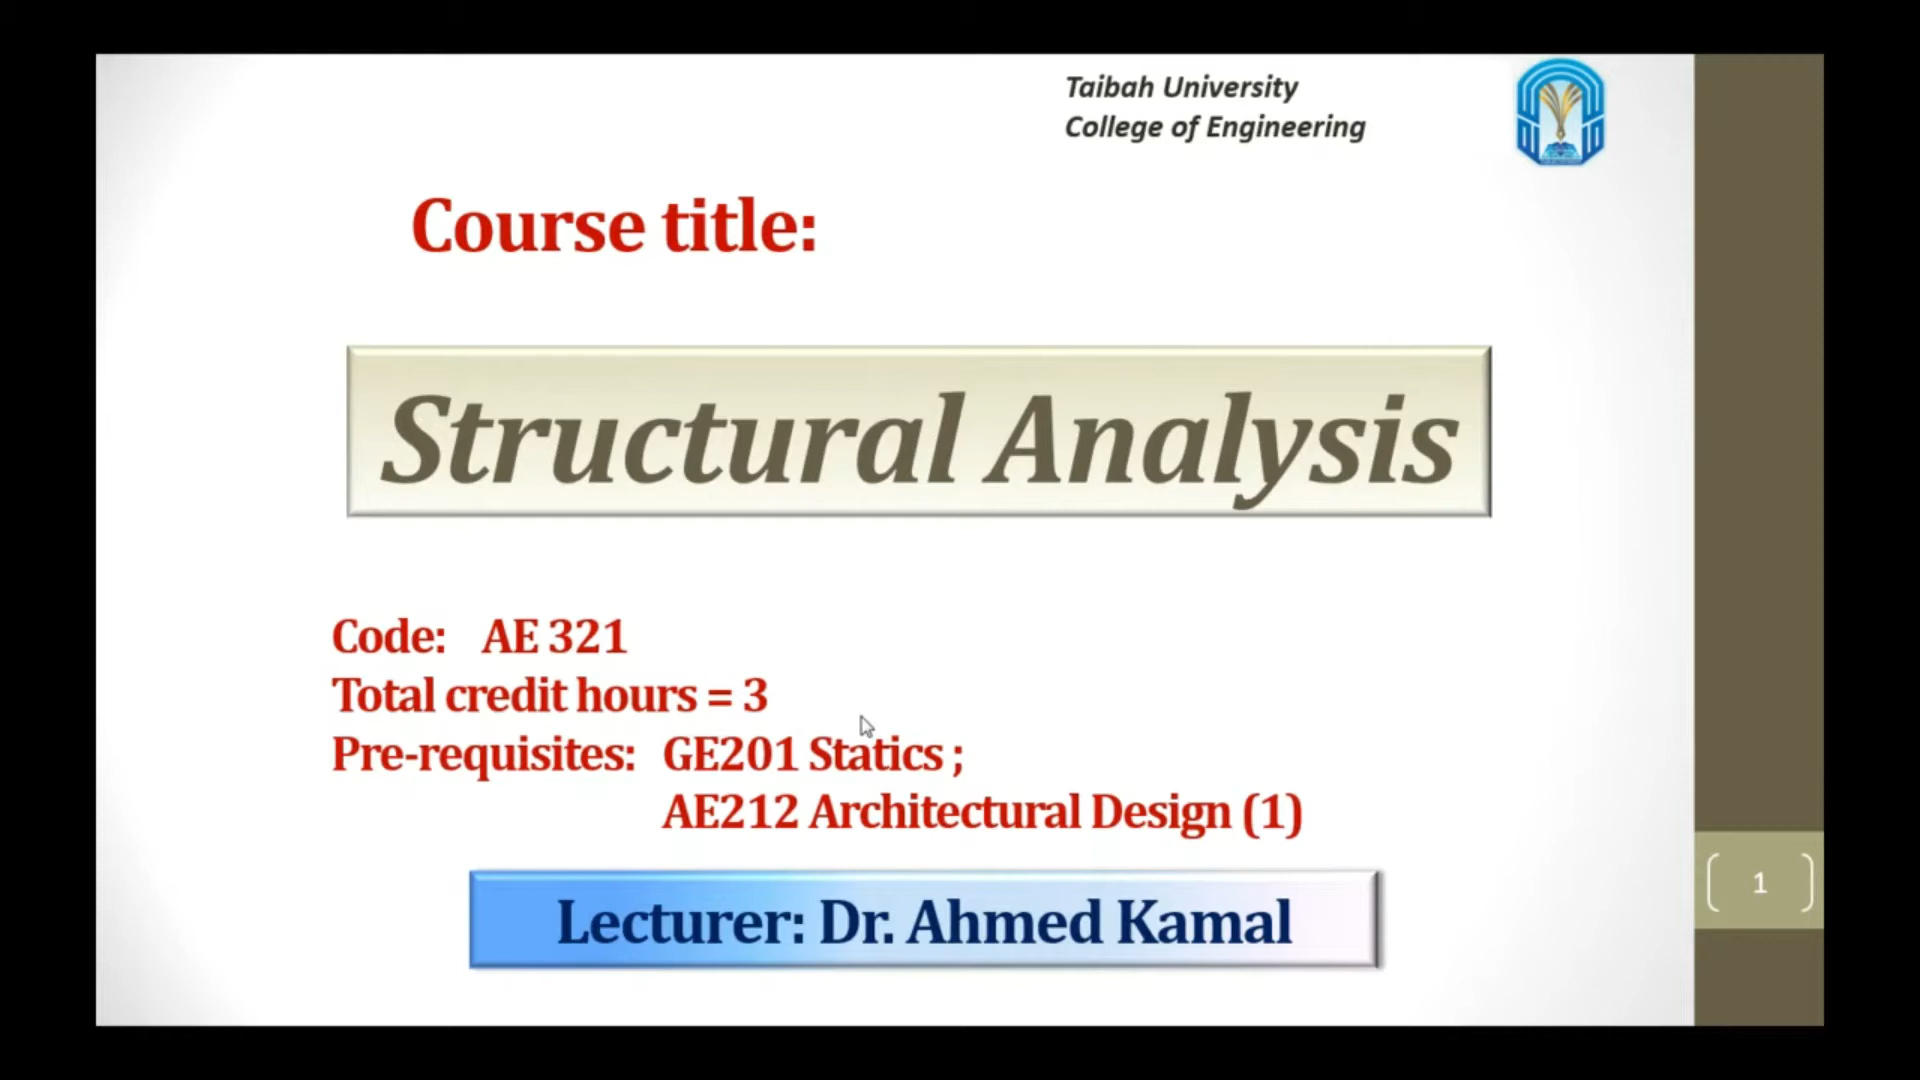 Taibah University
College of Engineering
Course title:
Structural Analysis
Code: AE 321
Total credit hours = 3
Pre-requisites: GE201 Statics ;
AE212 Architectural Design (1)
Lecturer: Dr. Ahmed Kamal
1